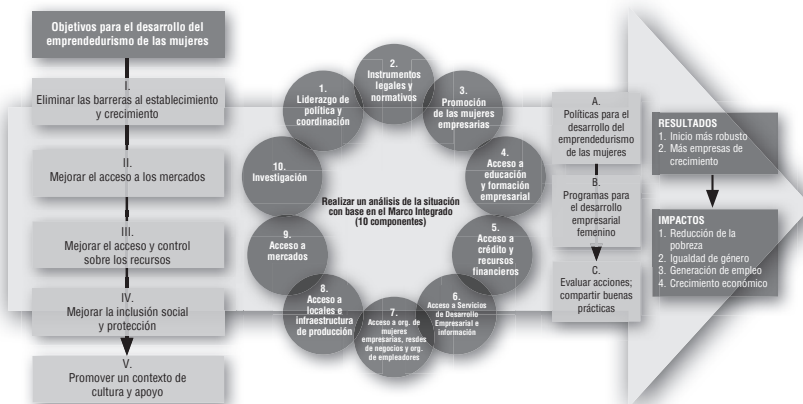 Objetivos para el desarrollo del
emprendedurismo de las mujeres
I.
Eliminar las barreras al establecimiento
y crecimiento
II.
Mejorar el acceso a los mercados
III.
Mejorar el acceso y control
sobre los recursos
IV.
Mejorar la inclusión social
y protección
V.
Promover un contexto de
cultura y apoyo
1.
Liderazgo de
política y
coordinación
2.
Instrumentos
legales y
normativos
3.
Promoción
de las mujeres
empresarias
4.
Acceso a
educación
y formación
empresarial
5.
Acceso a
crédito y
recursos
financieros
6.
Acceso a Servicios
de Desarrollo
Empresarial e
información
7.
Acceso a org. de
mujeres
empresarias, resdes
de negocios y org.
de empleadores
8.
Acceso a
locales e
infraestructura
de producción
9.
Acceso a
mercados
10.
Investigación
Realizar un análisis de la situación
con base en el Marco Integrado
(10 componentes)
A.
Políticas para el
desarrollo del
emprendedurismo
de las mujeres
B.
Programas para
el desarrollo
empresarial
femenino
C.
Evaluar acciones;
compartir buenas
prácticas
RESULTADOS
1. Inicio más robusto
2. Más empresas de
crecimiento
IMPACTOS
1. Reducción de la
pobreza
2. Igualdad de género
3. Generación de empleo
4. Crecimiento económico